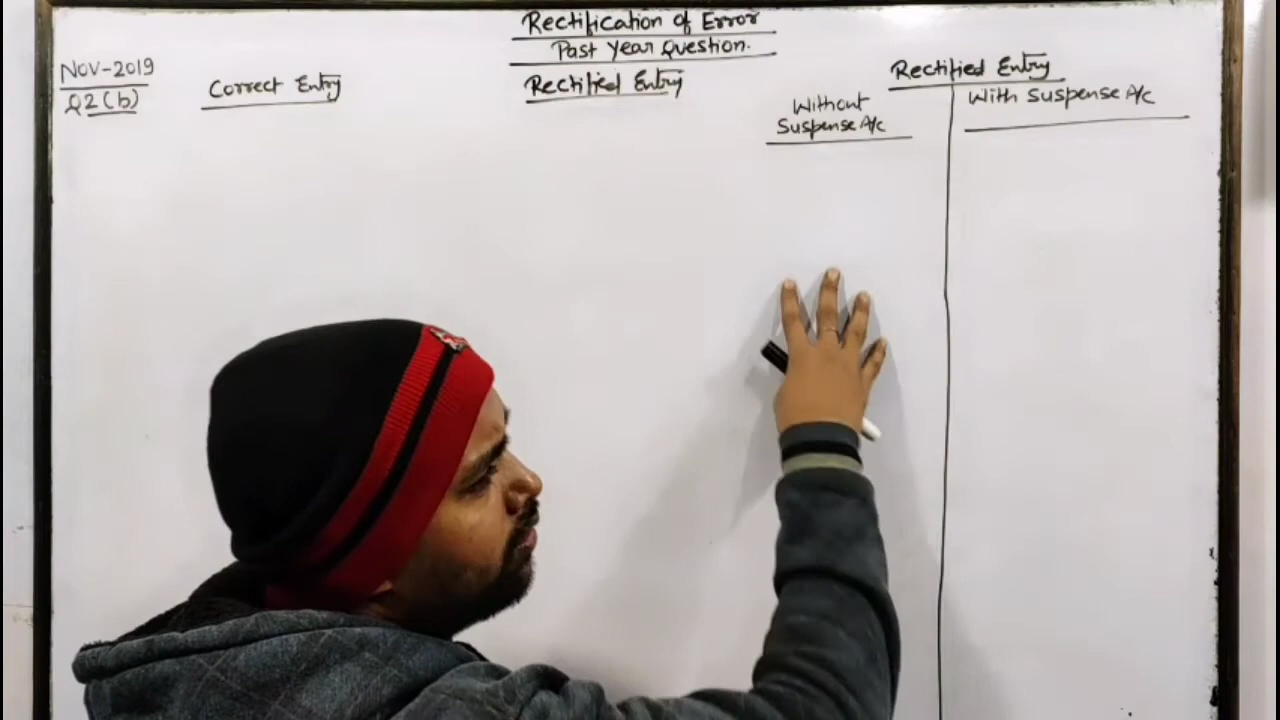 Rectification of Error
Past Year Question.
NOV-2019
Q2(b)
Correct Entry
Rectified Entry
Rectified Entry
Without
Suspense A/c
With Suspense A/c